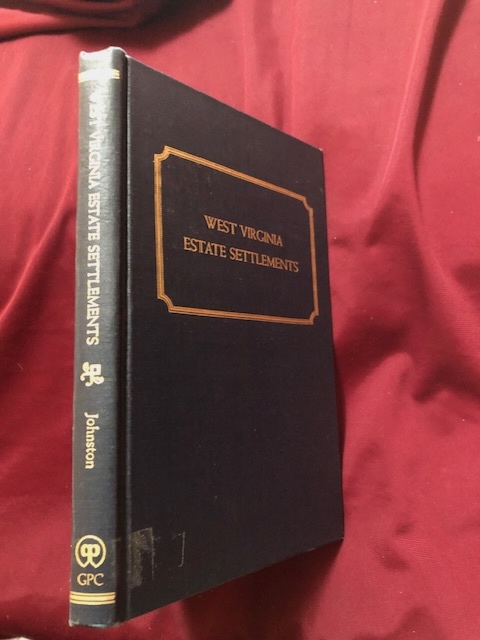 WEST VIRGINIA
ESTATE SETTLEMENTS
WEST VIRGINIA ESTATE SETTLEMENTS
Johnston
GPC